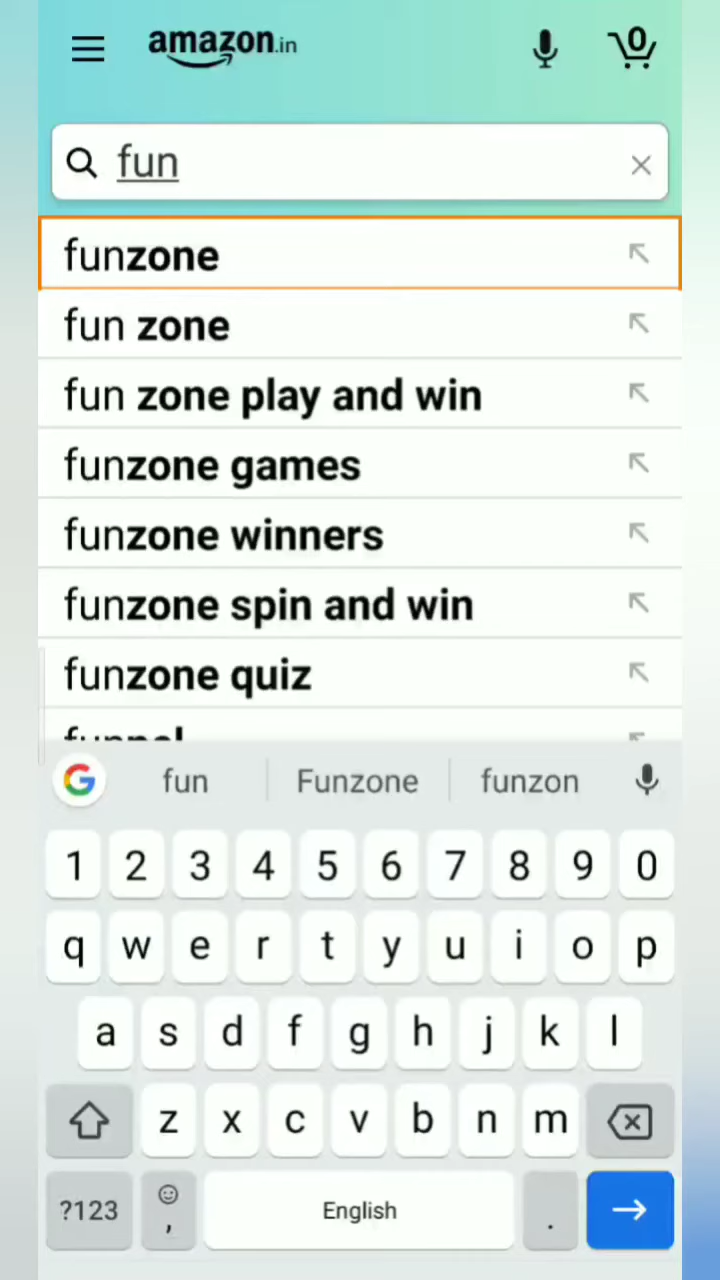 amazon.in
0
fun
funzone
fun zone
fun zone play and win
funzone games
funzone winners
funzone spin and win
funzone quiz
funnel
fun Funzone funzon
1 2 3 4 5 6 7 8 9 0
q w e r t y u i o p
a s d f g h j k l
z x c v b n m
?123 , English .